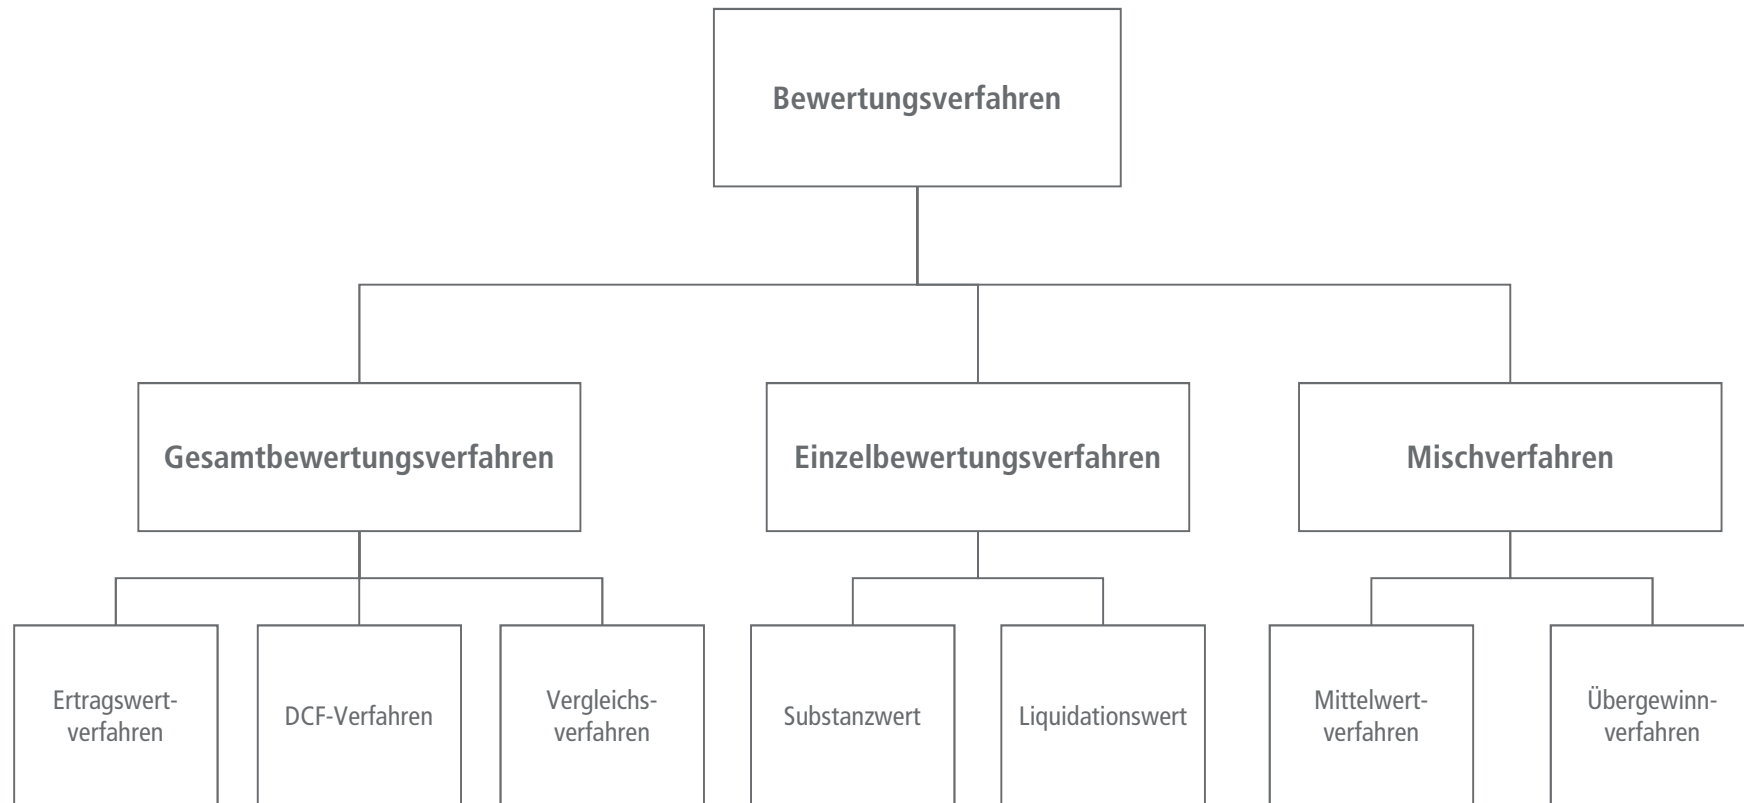 Bewertungsverfahren
Gesamtbewertungsverfahren
Einzelbewertungsverfahren
Mischverfahren
Ertragswert-
verfahren
DCF-Verfahren
Vergleichs-
verfahren
Substanzwert
Liquidationswert
Mittelwert-
verfahren
Übergewinn-
verfahren